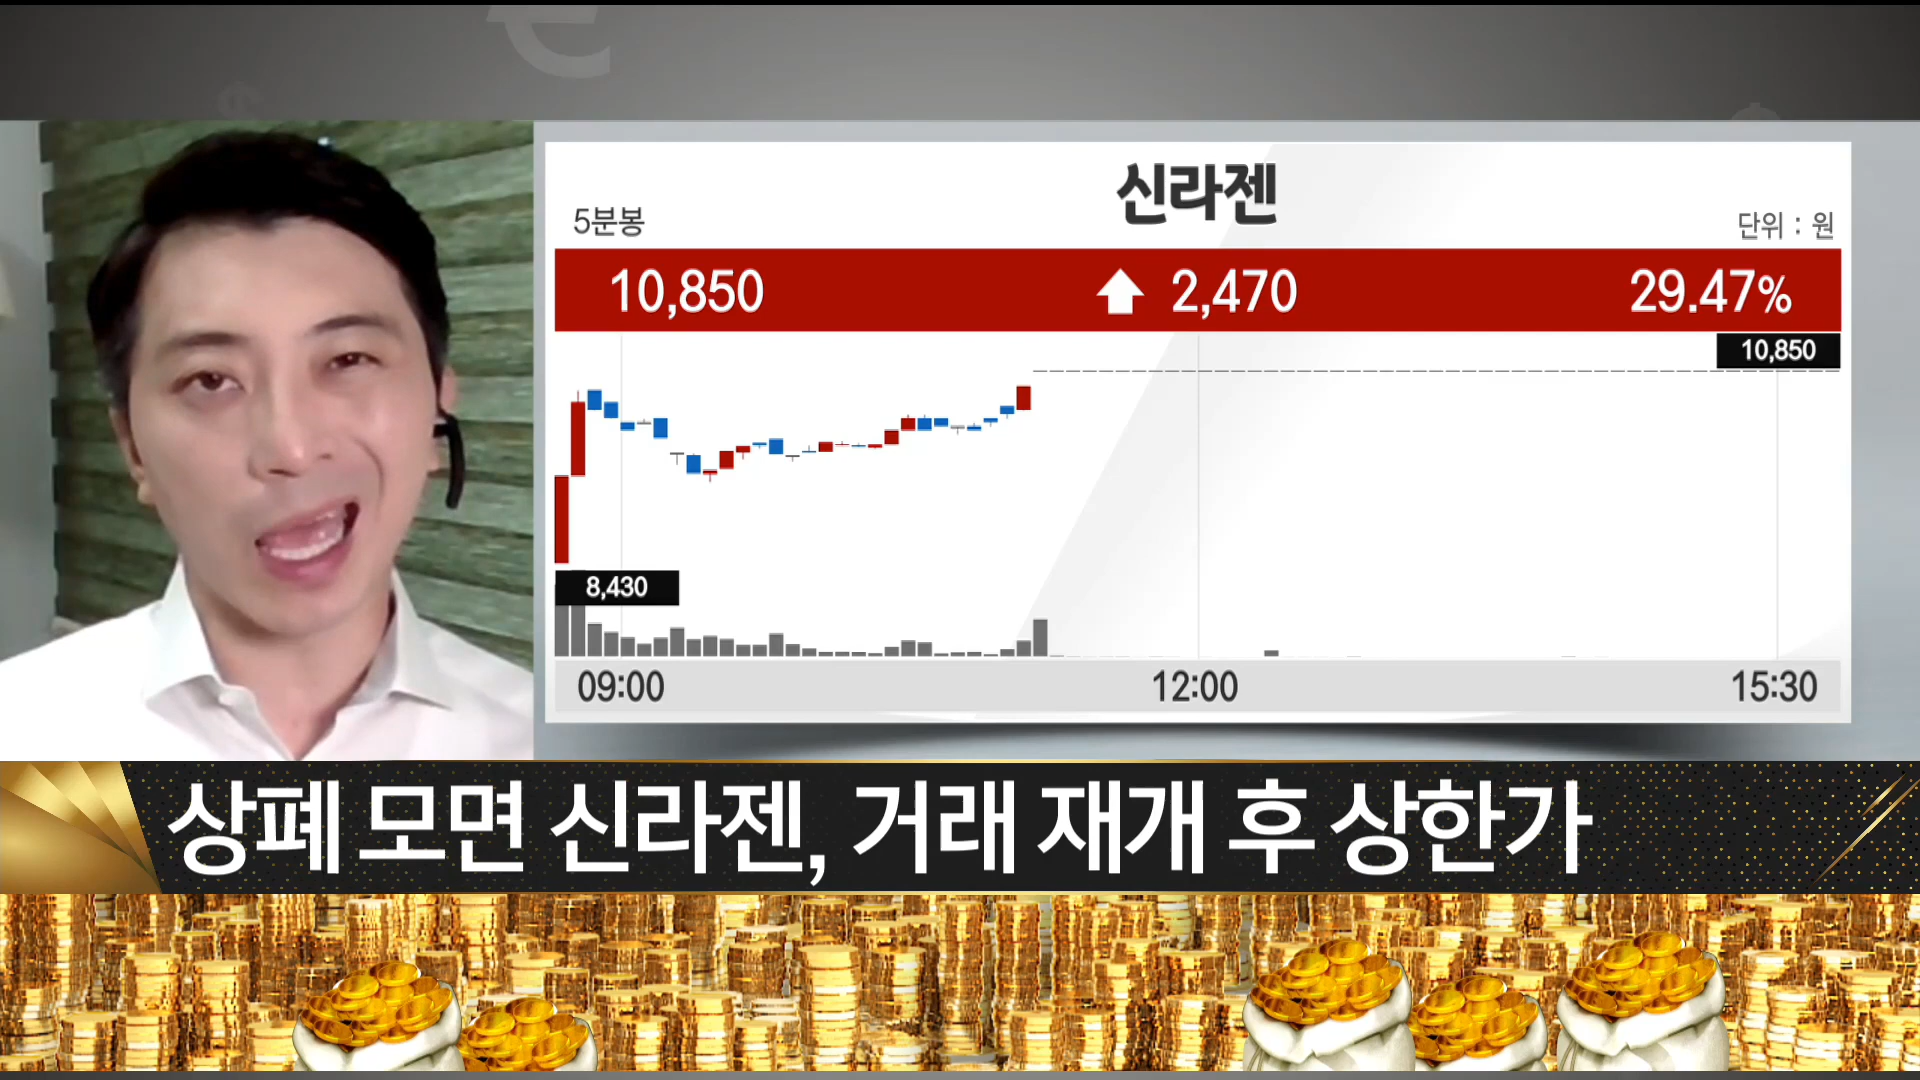 신라젠
5분봉
단위 : 원
10,850 2,470 29.47%
10,850
8,430
09:00 12:00 15:30
상폐 모면 신라젠, 거래 재개 후 상한가